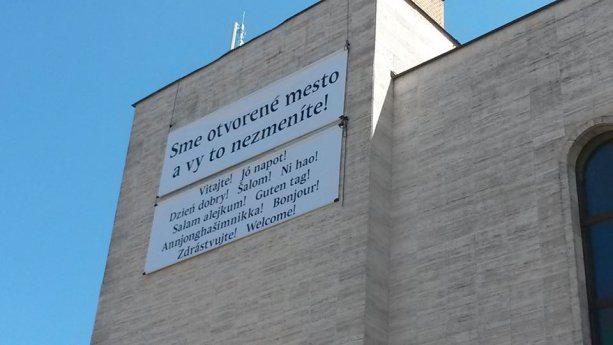 Sme otvorené mesto
a vy to nezmeníte!
Vitajte! Jó napot!
Dzień dobry! Šalom! Ni hao!
Salam alejkum! Guten tag!
Annjonghašimnikka! Bonjour!
Zdrástvujte! Welcome!